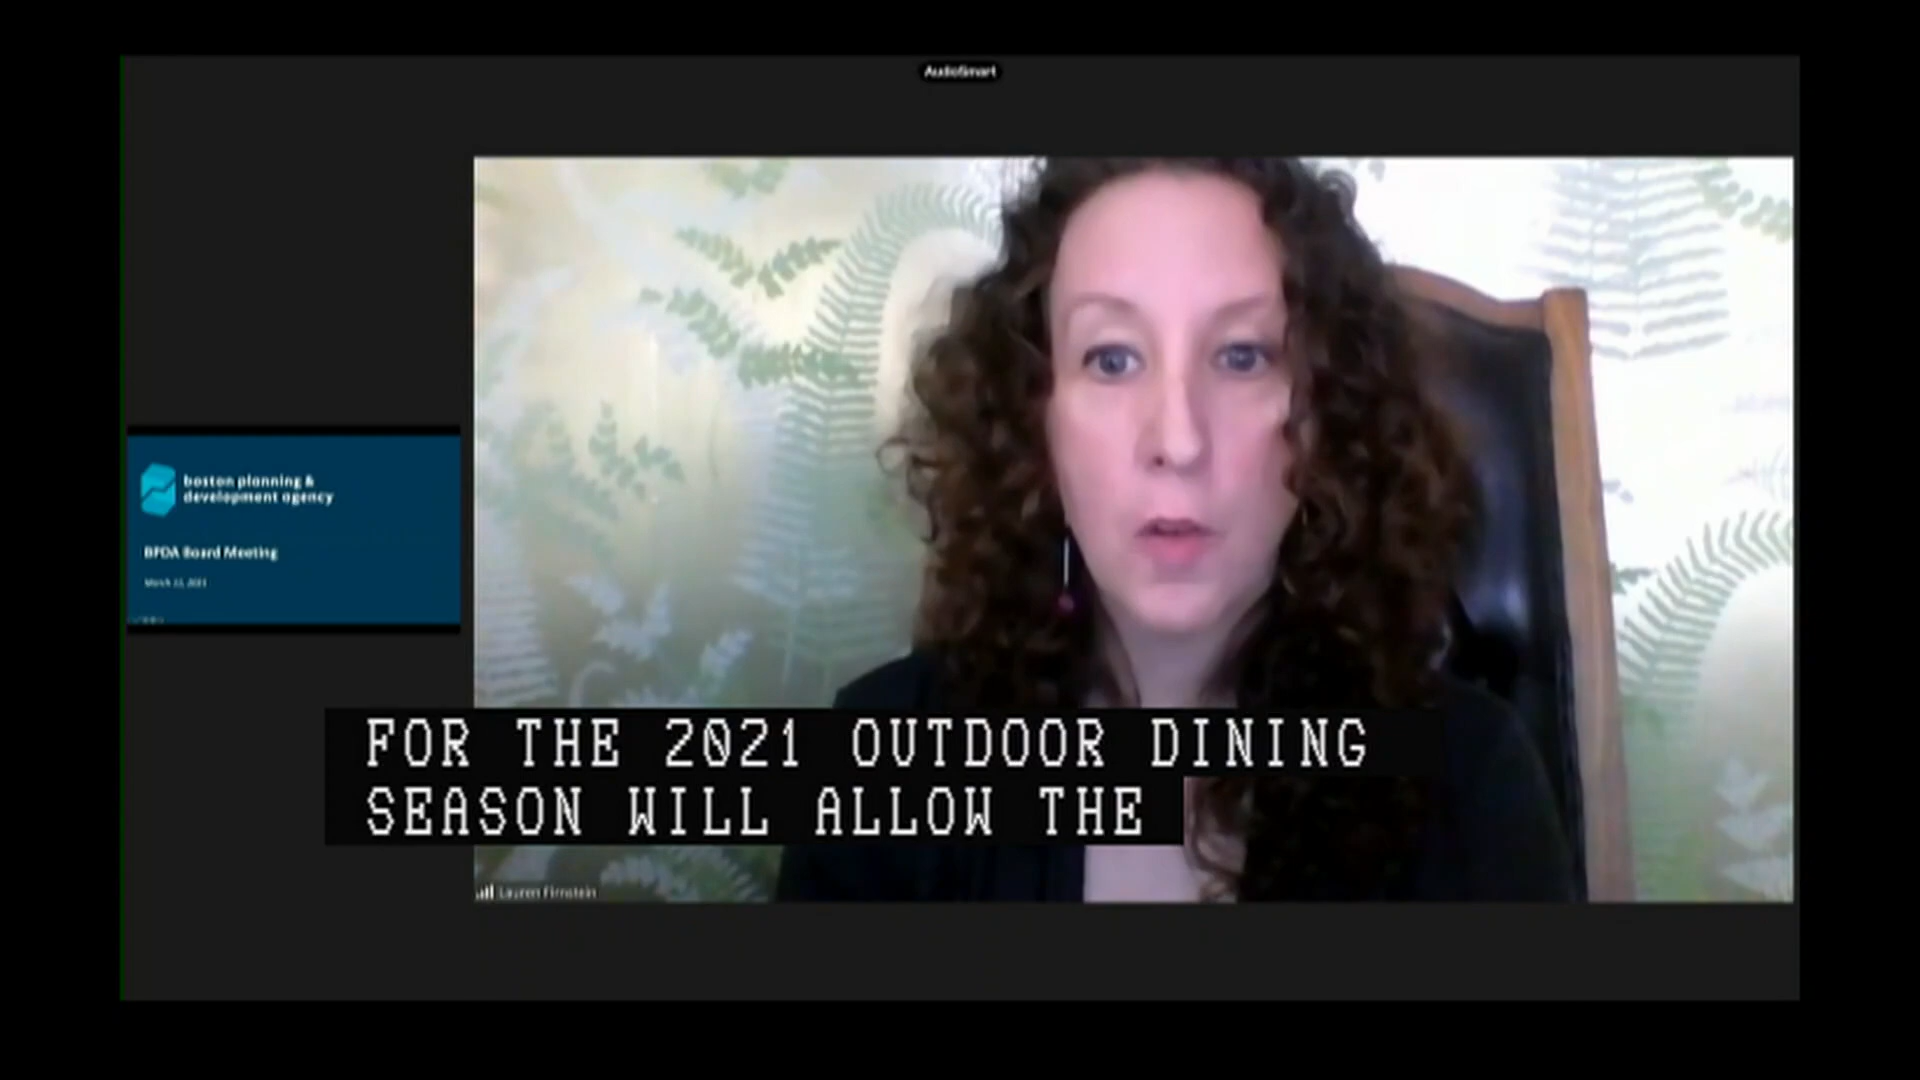 AudioSmart
boston planning &
development agency
BPDA Board Meeting
FOR THE 2021 OUTDOOR DINING
SEASON WILL ALLOW THE
Lauren Firnstein